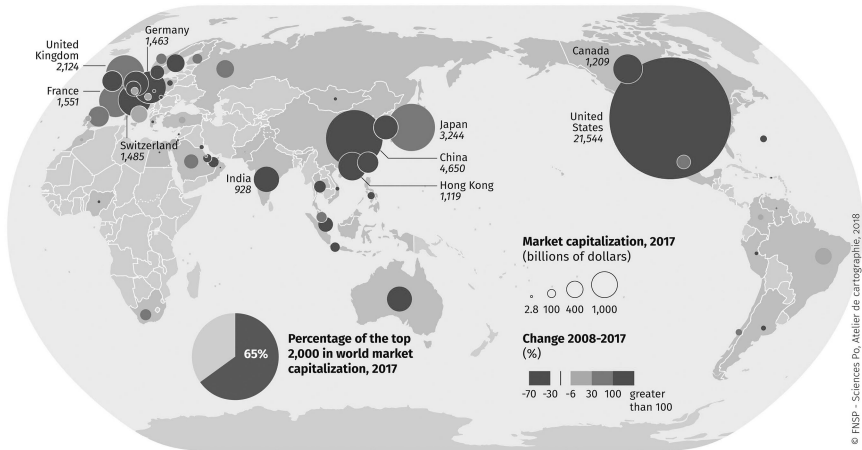 Germany
1,463
United
Kingdom
2,124
France
1,551
Switzerland
1,485
India
928
Japan
3,244
China
4,650
Hong Kong
1,119
Canada
1,209
United
States
21,544
Market capitalization, 2017
(billions of dollars)
2.8 100 400 1,000
Change 2008-2017
(%)
-70 -30 -6 30 100 greater
than 100
65%
Percentage of the top
2,000 in world market
capitalization, 2017
© FNSP - Sciences Po, Atelier de cartographie, 2018